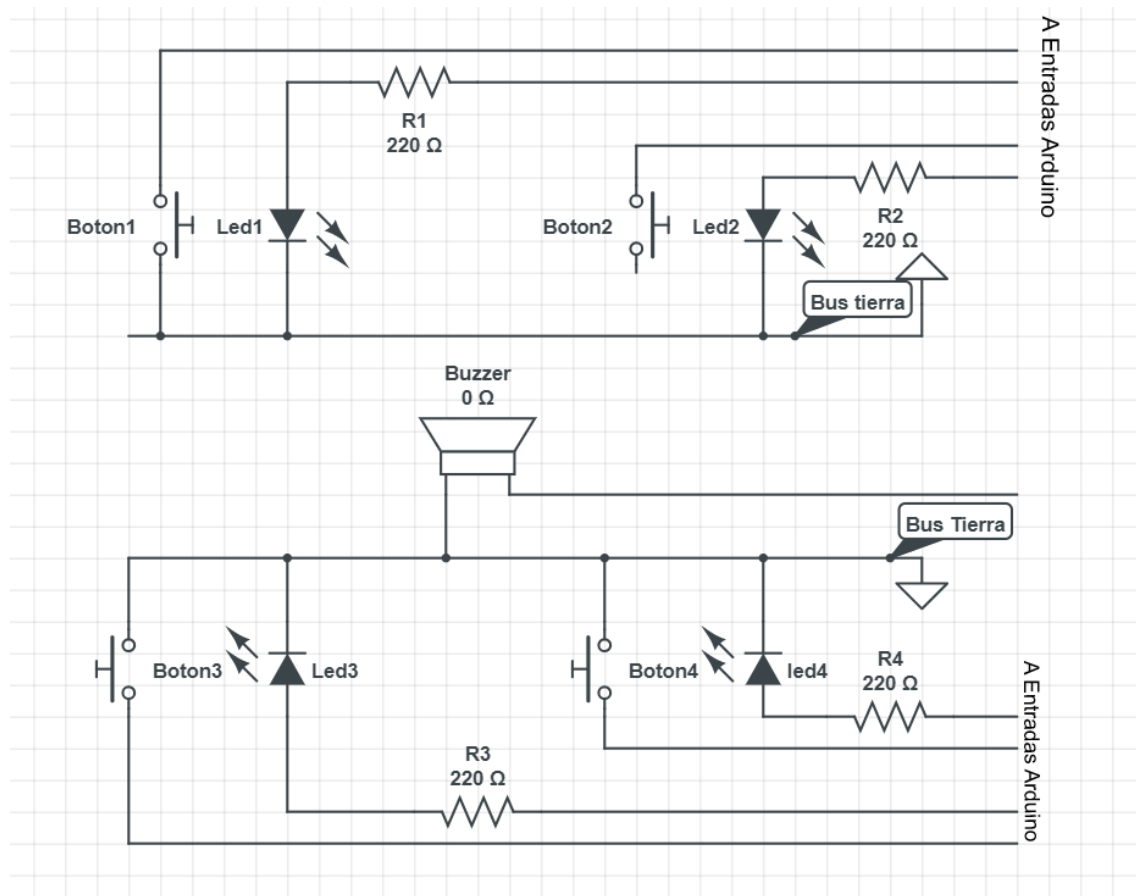 A Entradas Arduino
R1
220 Ω
Boton1
Led1
Boton2
Led2
R2
220 Ω
Bus tierra
Buzzer
0 Ω
Bus Tierra
Boton3
Led3
Boton4
led4
R4
220 Ω
R3
220 Ω
A Entradas Arduino